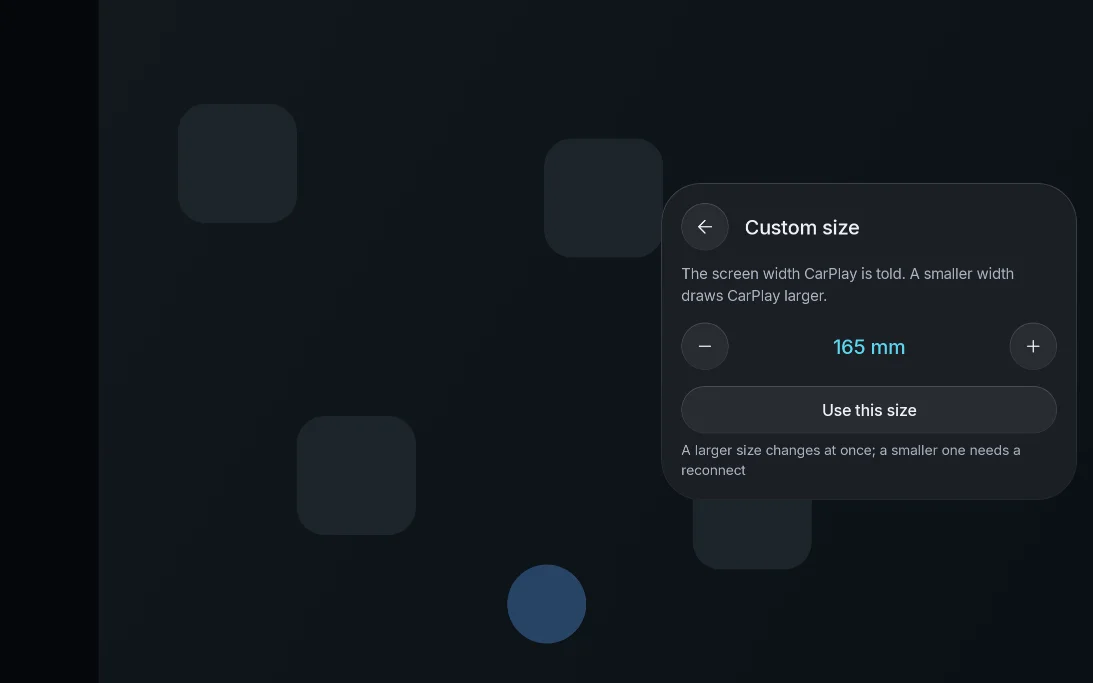 Custom size
The screen width CarPlay is told. A smaller width
draws CarPlay larger.
165 mm
Use this size
A larger size changes at once; a smaller one needs a
reconnect